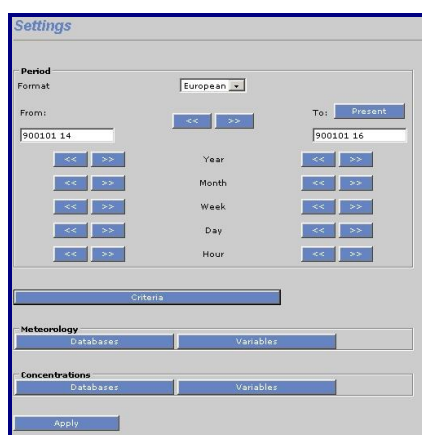 Settings
Period
Format European
From: << >> To: Present
900101 14 900101 16
<< >> Year << >>
<< >> Month << >>
<< >> Week << >>
<< >> Day << >>
<< >> Hour << >>
Criteria
Meteorology
Databases Variables
Concentrations
Databases Variables
Apply